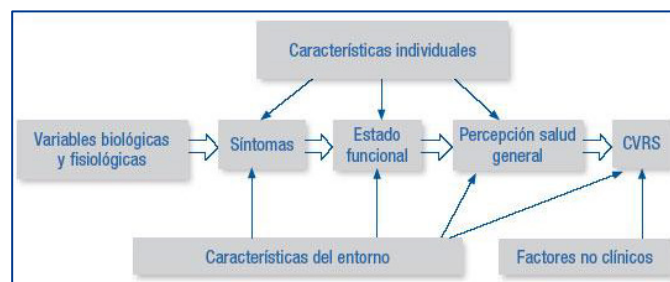 Características individuales
Variables biológicas
y fisiológicas
Síntomas
Estado
funcional
Percepción salud
general
CVRS
Características del entorno
Factores no clínicos